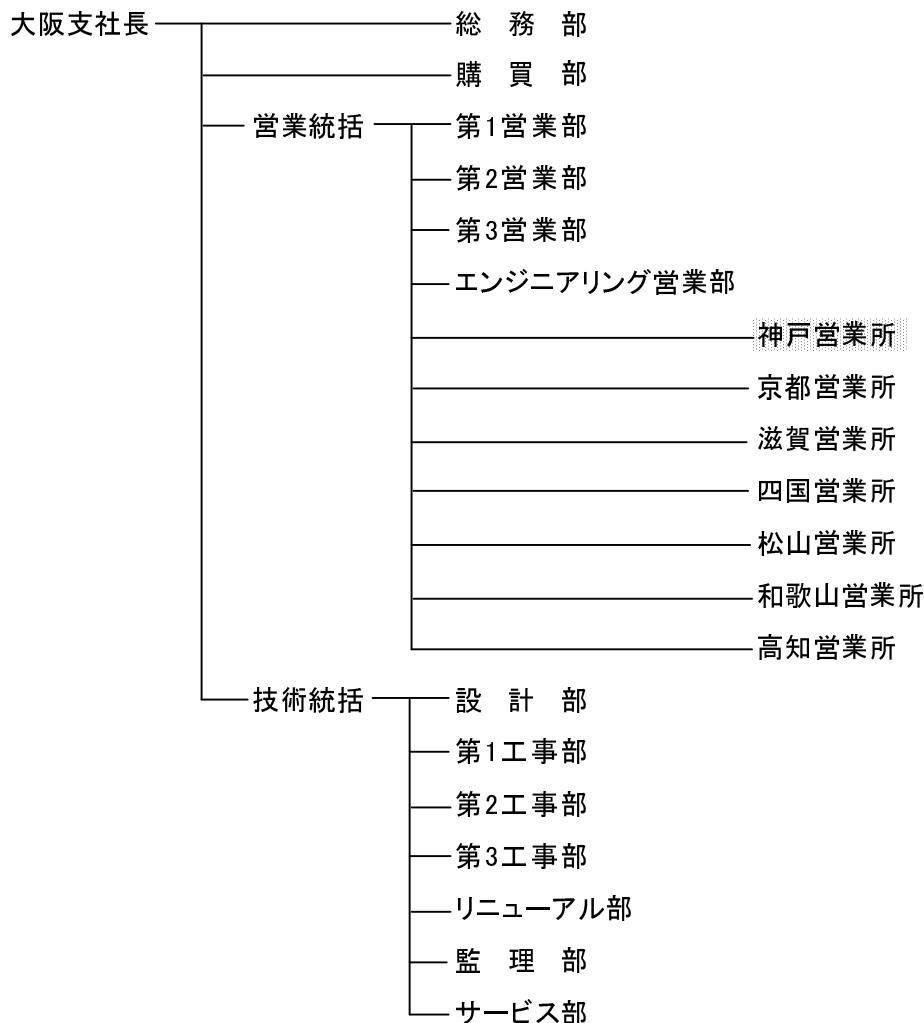 大阪支社長 総務部
購買部
営業統括 第1営業部
第2営業部
第3営業部
エンジニアリング営業部
神戸営業所
京都営業所
滋賀営業所
四国営業所
松山営業所
和歌山営業所
高知営業所
技術統括 設計部
第1工事部
第2工事部
第3工事部
リニューアル部
監理部
サービス部